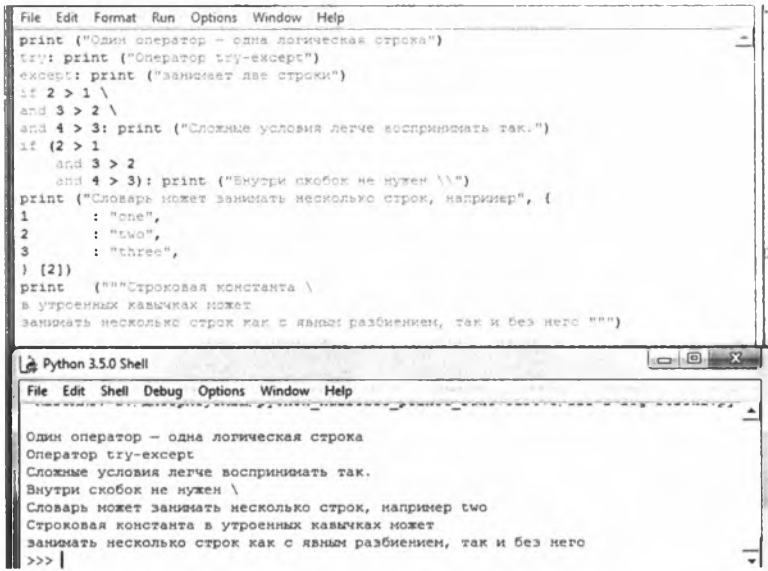 File Edit Format Run Options Window Help
print ("Один оператор — одна логическая строка")
try: print ("Оператор try-except")
except: print ("занимает две строки")
if 2 > 1 \
and 3 > 2 \
and 4 > 3: print ("Сложные условия легче воспринимать так.")
if (2 > 1
    and 3 > 2
    and 4 > 3): print ("Внутри скобок не нужен \\")
print ("Словарь может занимать несколько строк, например", {
1       : "one",
2       : "two",
3       : "three",
} [2])
print   ("""Строковая константа \
в утроенных кавычках может
занимать несколько строк как с явным разбиением, так и без него """)
Python 3.5.0 Shell
File Edit Shell Debug Options Window Help
Один оператор — одна логическая строка
Оператор try-except
Сложные условия легче воспринимать так.
Внутри скобок не нужен \
Словарь может занимать несколько строк, например two
Строковая константа в утроенных кавычках может
занимать несколько строк как с явным разбиением, так и без него
>>>